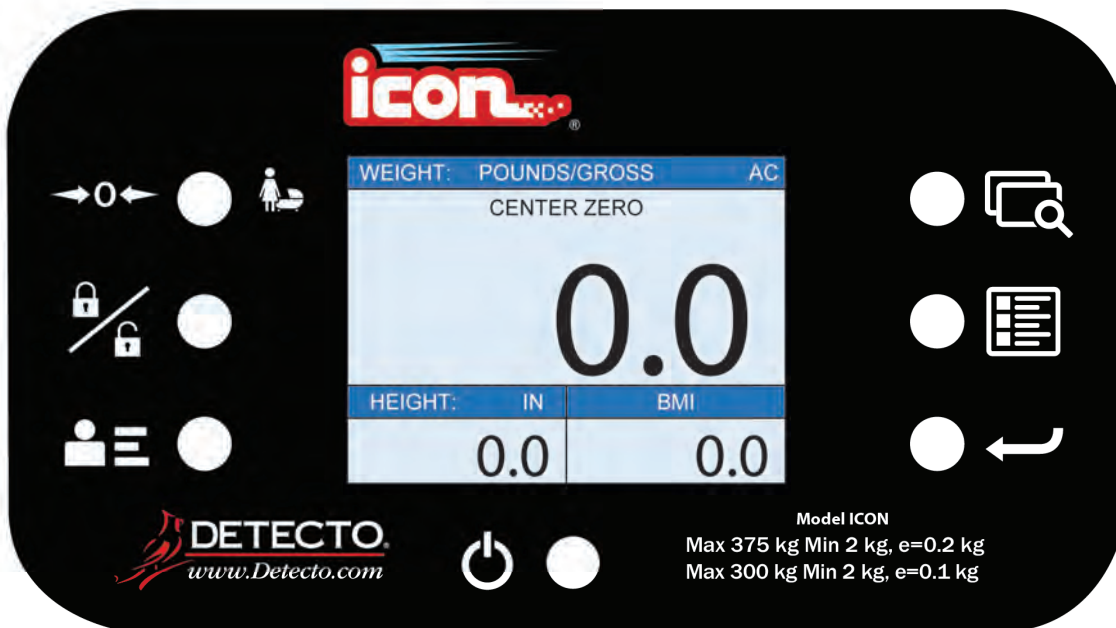 icon
®
WEIGHT: POUNDS/GROSS AC
CENTER ZERO
0.0
HEIGHT: IN BMI
0.0 0.0
→0←
DETECTO®
www.Detecto.com
Model ICON
Max 375 kg Min 2 kg, e=0.2 kg
Max 300 kg Min 2 kg, e=0.1 kg